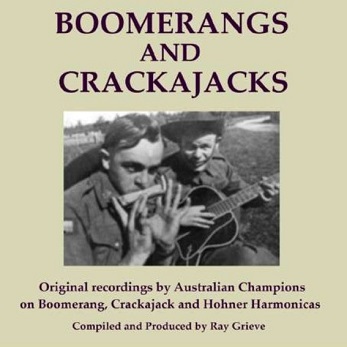 BOOMERANGS
AND
CRACKAJACKS
Original recordings by Australian Champions
on Boomerang, Crackajack and Hohner Harmonicas
Compiled and Produced by Ray Grieve